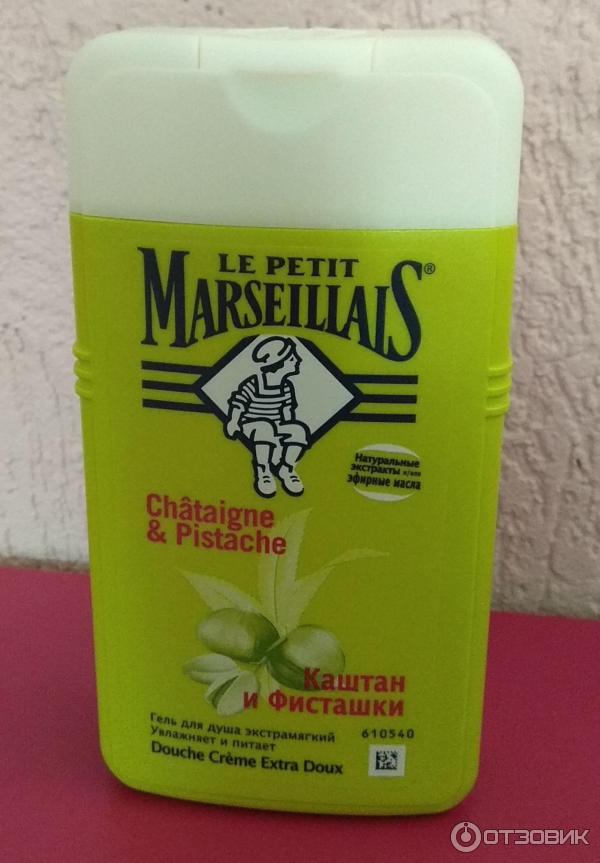 LE PETIT
MARSEILLAIS®
Натуральные
экстракты и/или
эфирные масла
Châtaigne
& Pistache
Каштан
и Фисташки
Гель для душа экстрамягкий
Увлажняет и питает
610540
Douche Crème Extra Doux
ОТЗОВИК